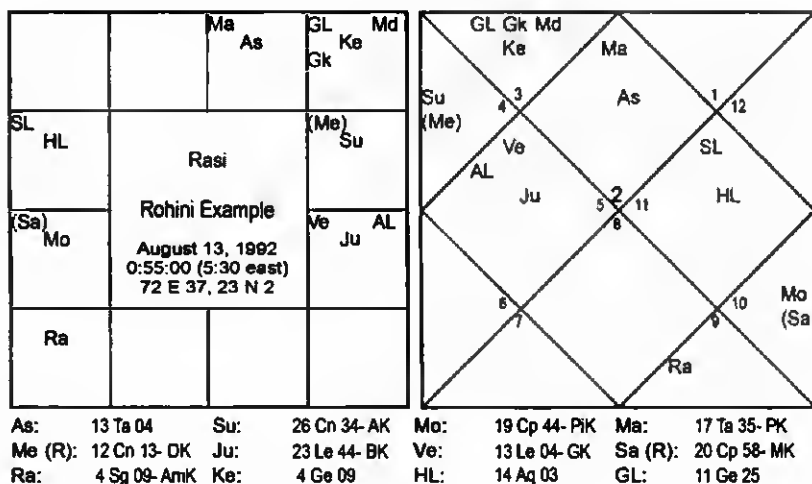 Ma
As
GL Md
Ke
Gk
SL
HL
(Me)
Su
Rasi
Rohini Example
August 13, 1992
0:55:00 (5:30 east)
72 E 37, 23 N 2
(Sa)
Mo
Ve AL
Ju
Ra
GL Gk Md
Ke
Ma
Su
(Me)
3
4
As
1
12
Ve
AL
Ju
SL
HL
2
5 11
8
6
7
10
9
Mo
(Sa
Ra
As: 13 Ta 04 Su: 26 Cn 34- AK Mo: 19 Cp 44- PiK Ma: 17 Ta 35- PK
Me (R): 12 Cn 13- DK Ju: 23 Le 44- BK Ve: 13 Le 04- GK Sa (R): 20 Cp 58- MK
Ra: 4 Sg 09- AmK Ke: 4 Ge 09 HL: 14 Aq 03 GL: 11 Ge 25